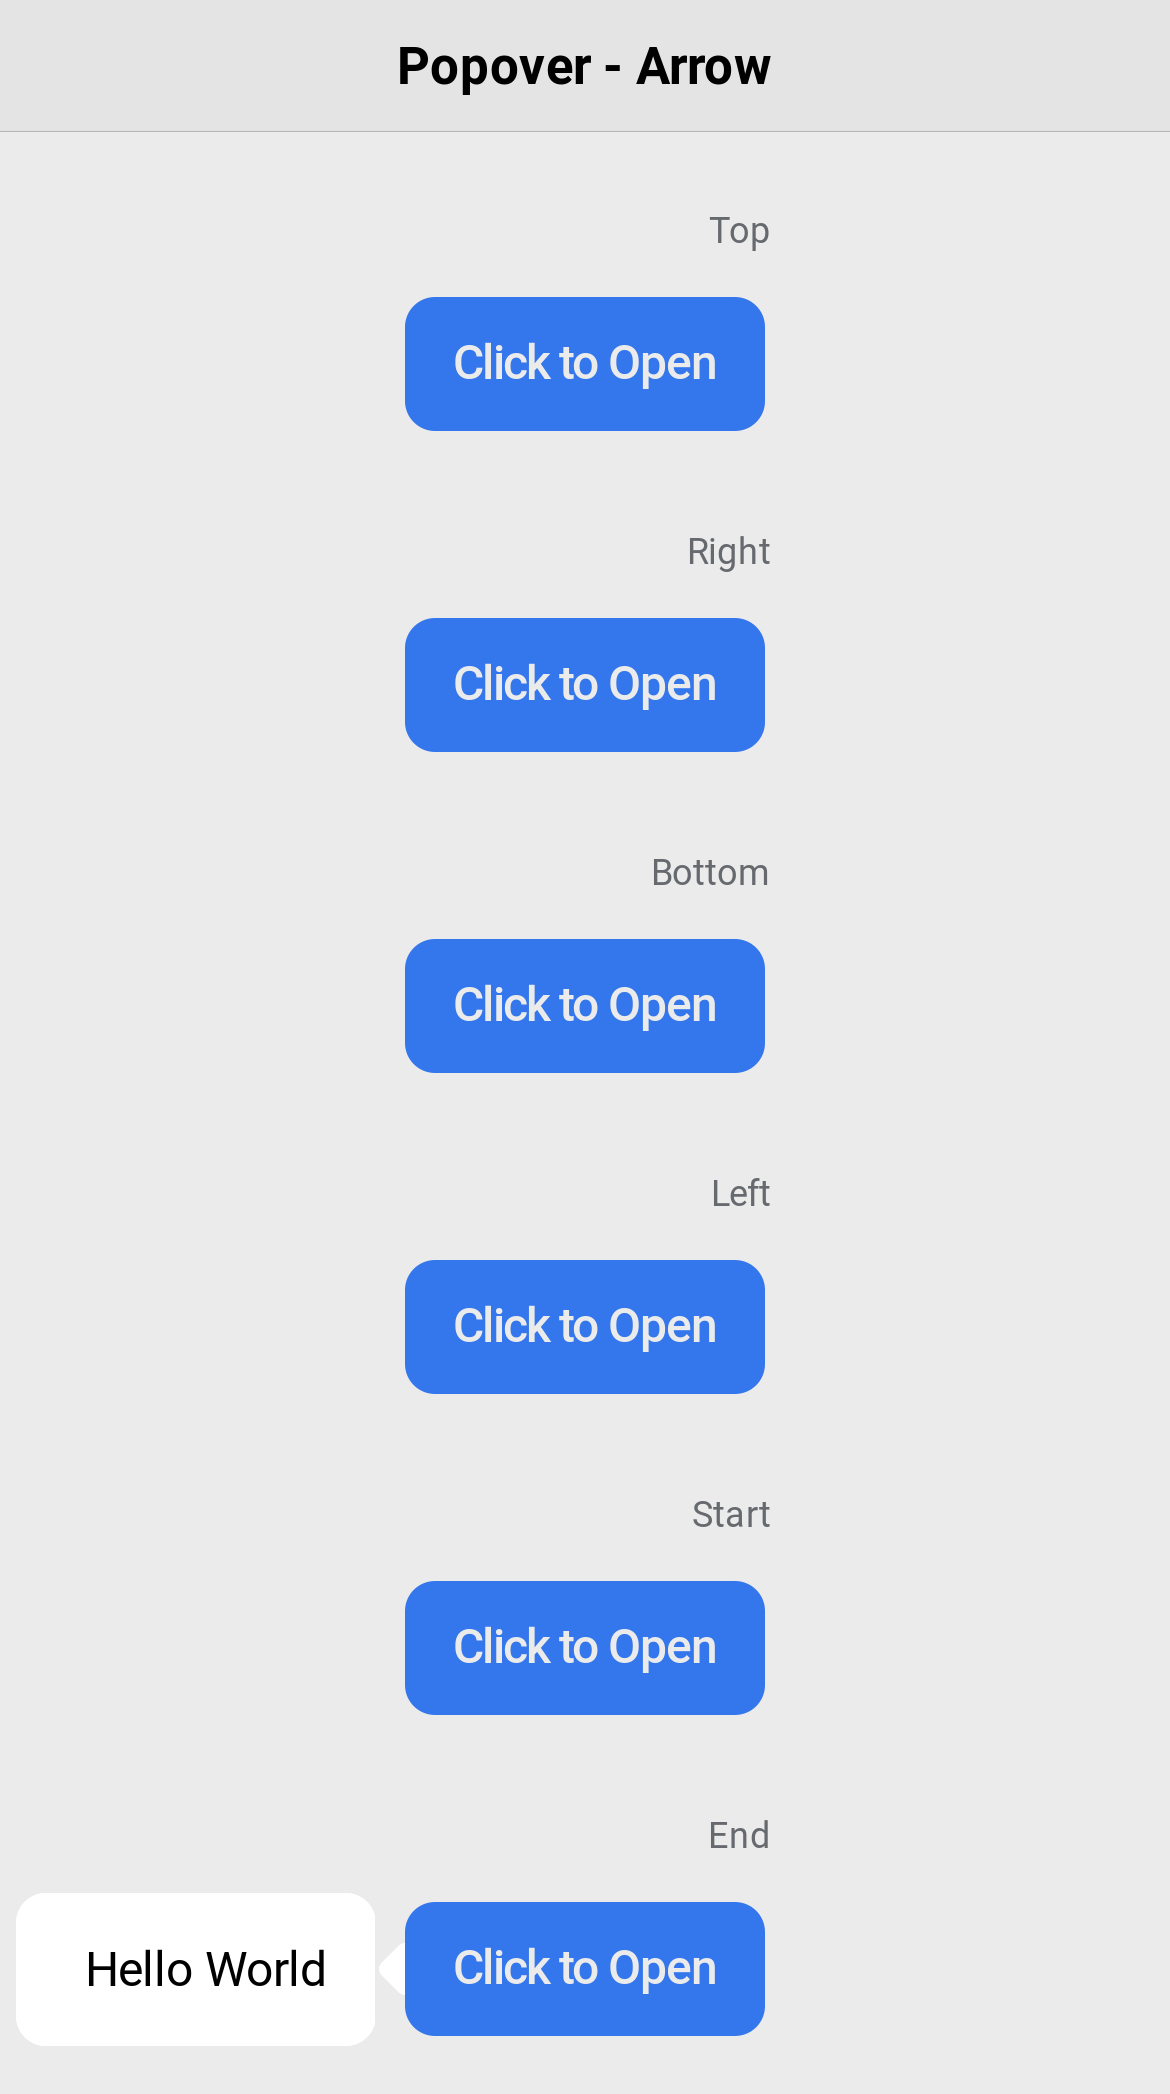 Popover - Arrow
Top
Click to Open
Right
Click to Open
Bottom
Click to Open
Left
Click to Open
Start
Click to Open
End
Hello World
Click to Open